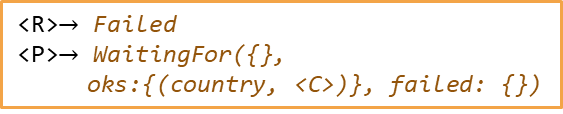 <R>→ Failed
<P>→ WaitingFor({},
oks:{(country, <C>)}, failed: {})